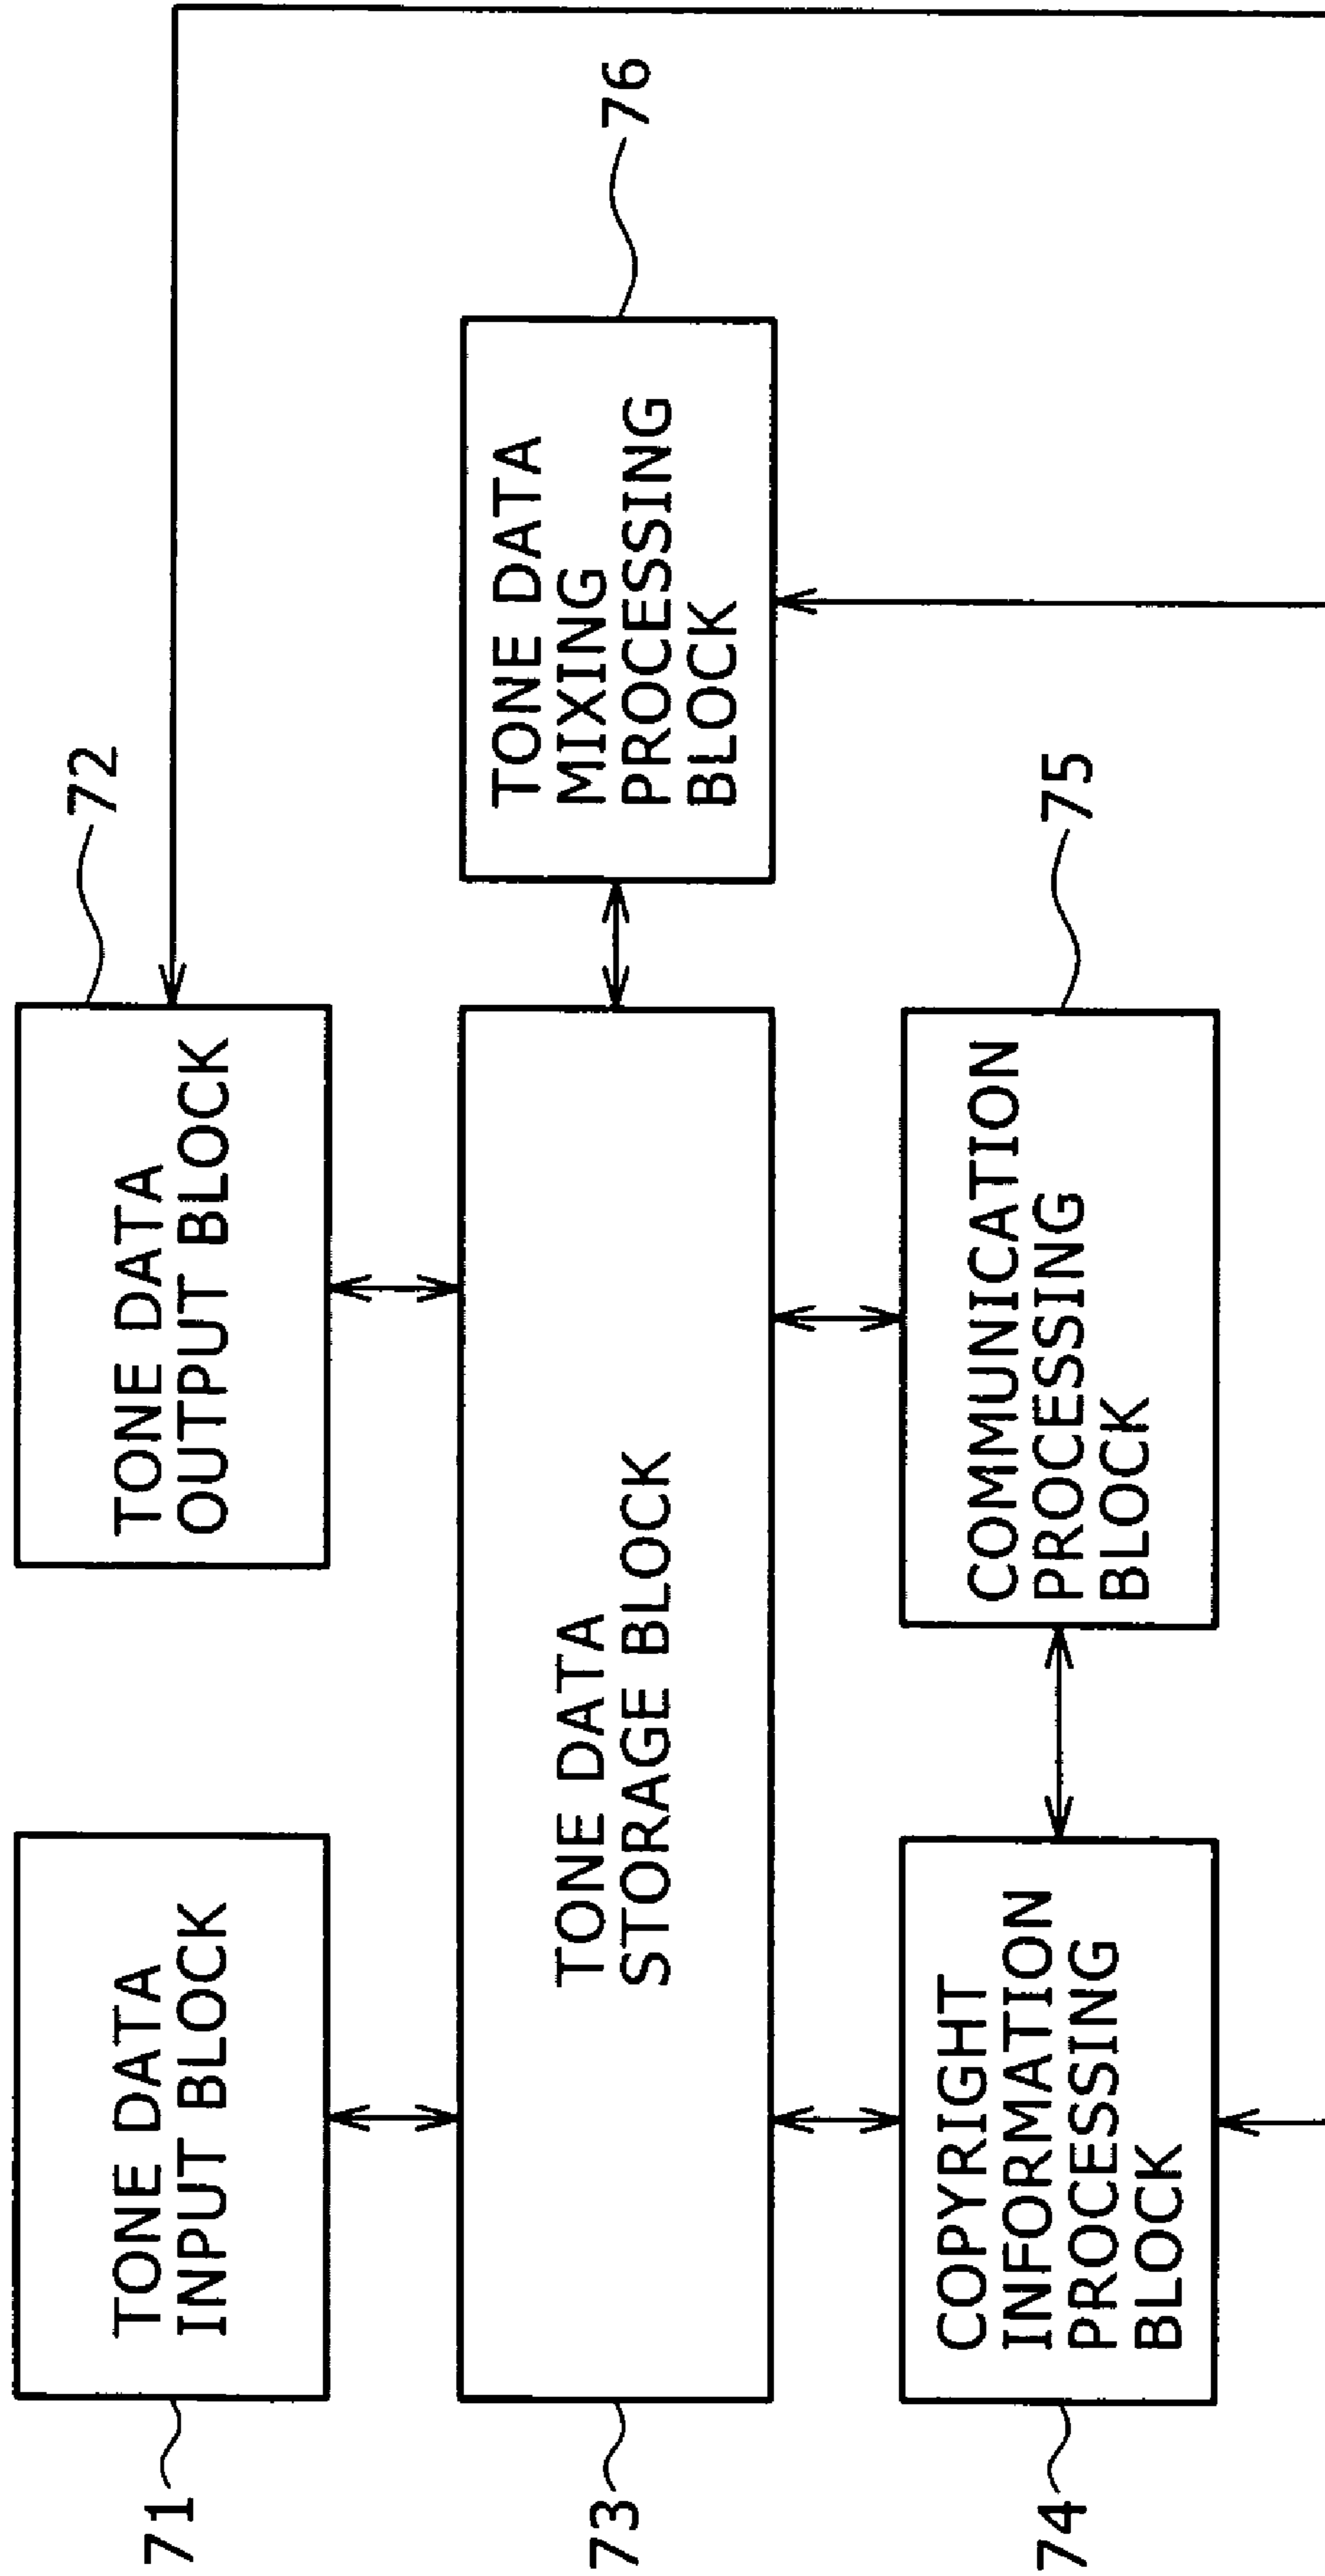 71
TONE DATA
INPUT BLOCK
72
TONE DATA
OUTPUT BLOCK
73
TONE DATA
STORAGE BLOCK
76
TONE DATA
MIXING
PROCESSING
BLOCK
74
COPYRIGHT
INFORMATION
PROCESSING
BLOCK
75
COMMUNICATION
PROCESSING
BLOCK